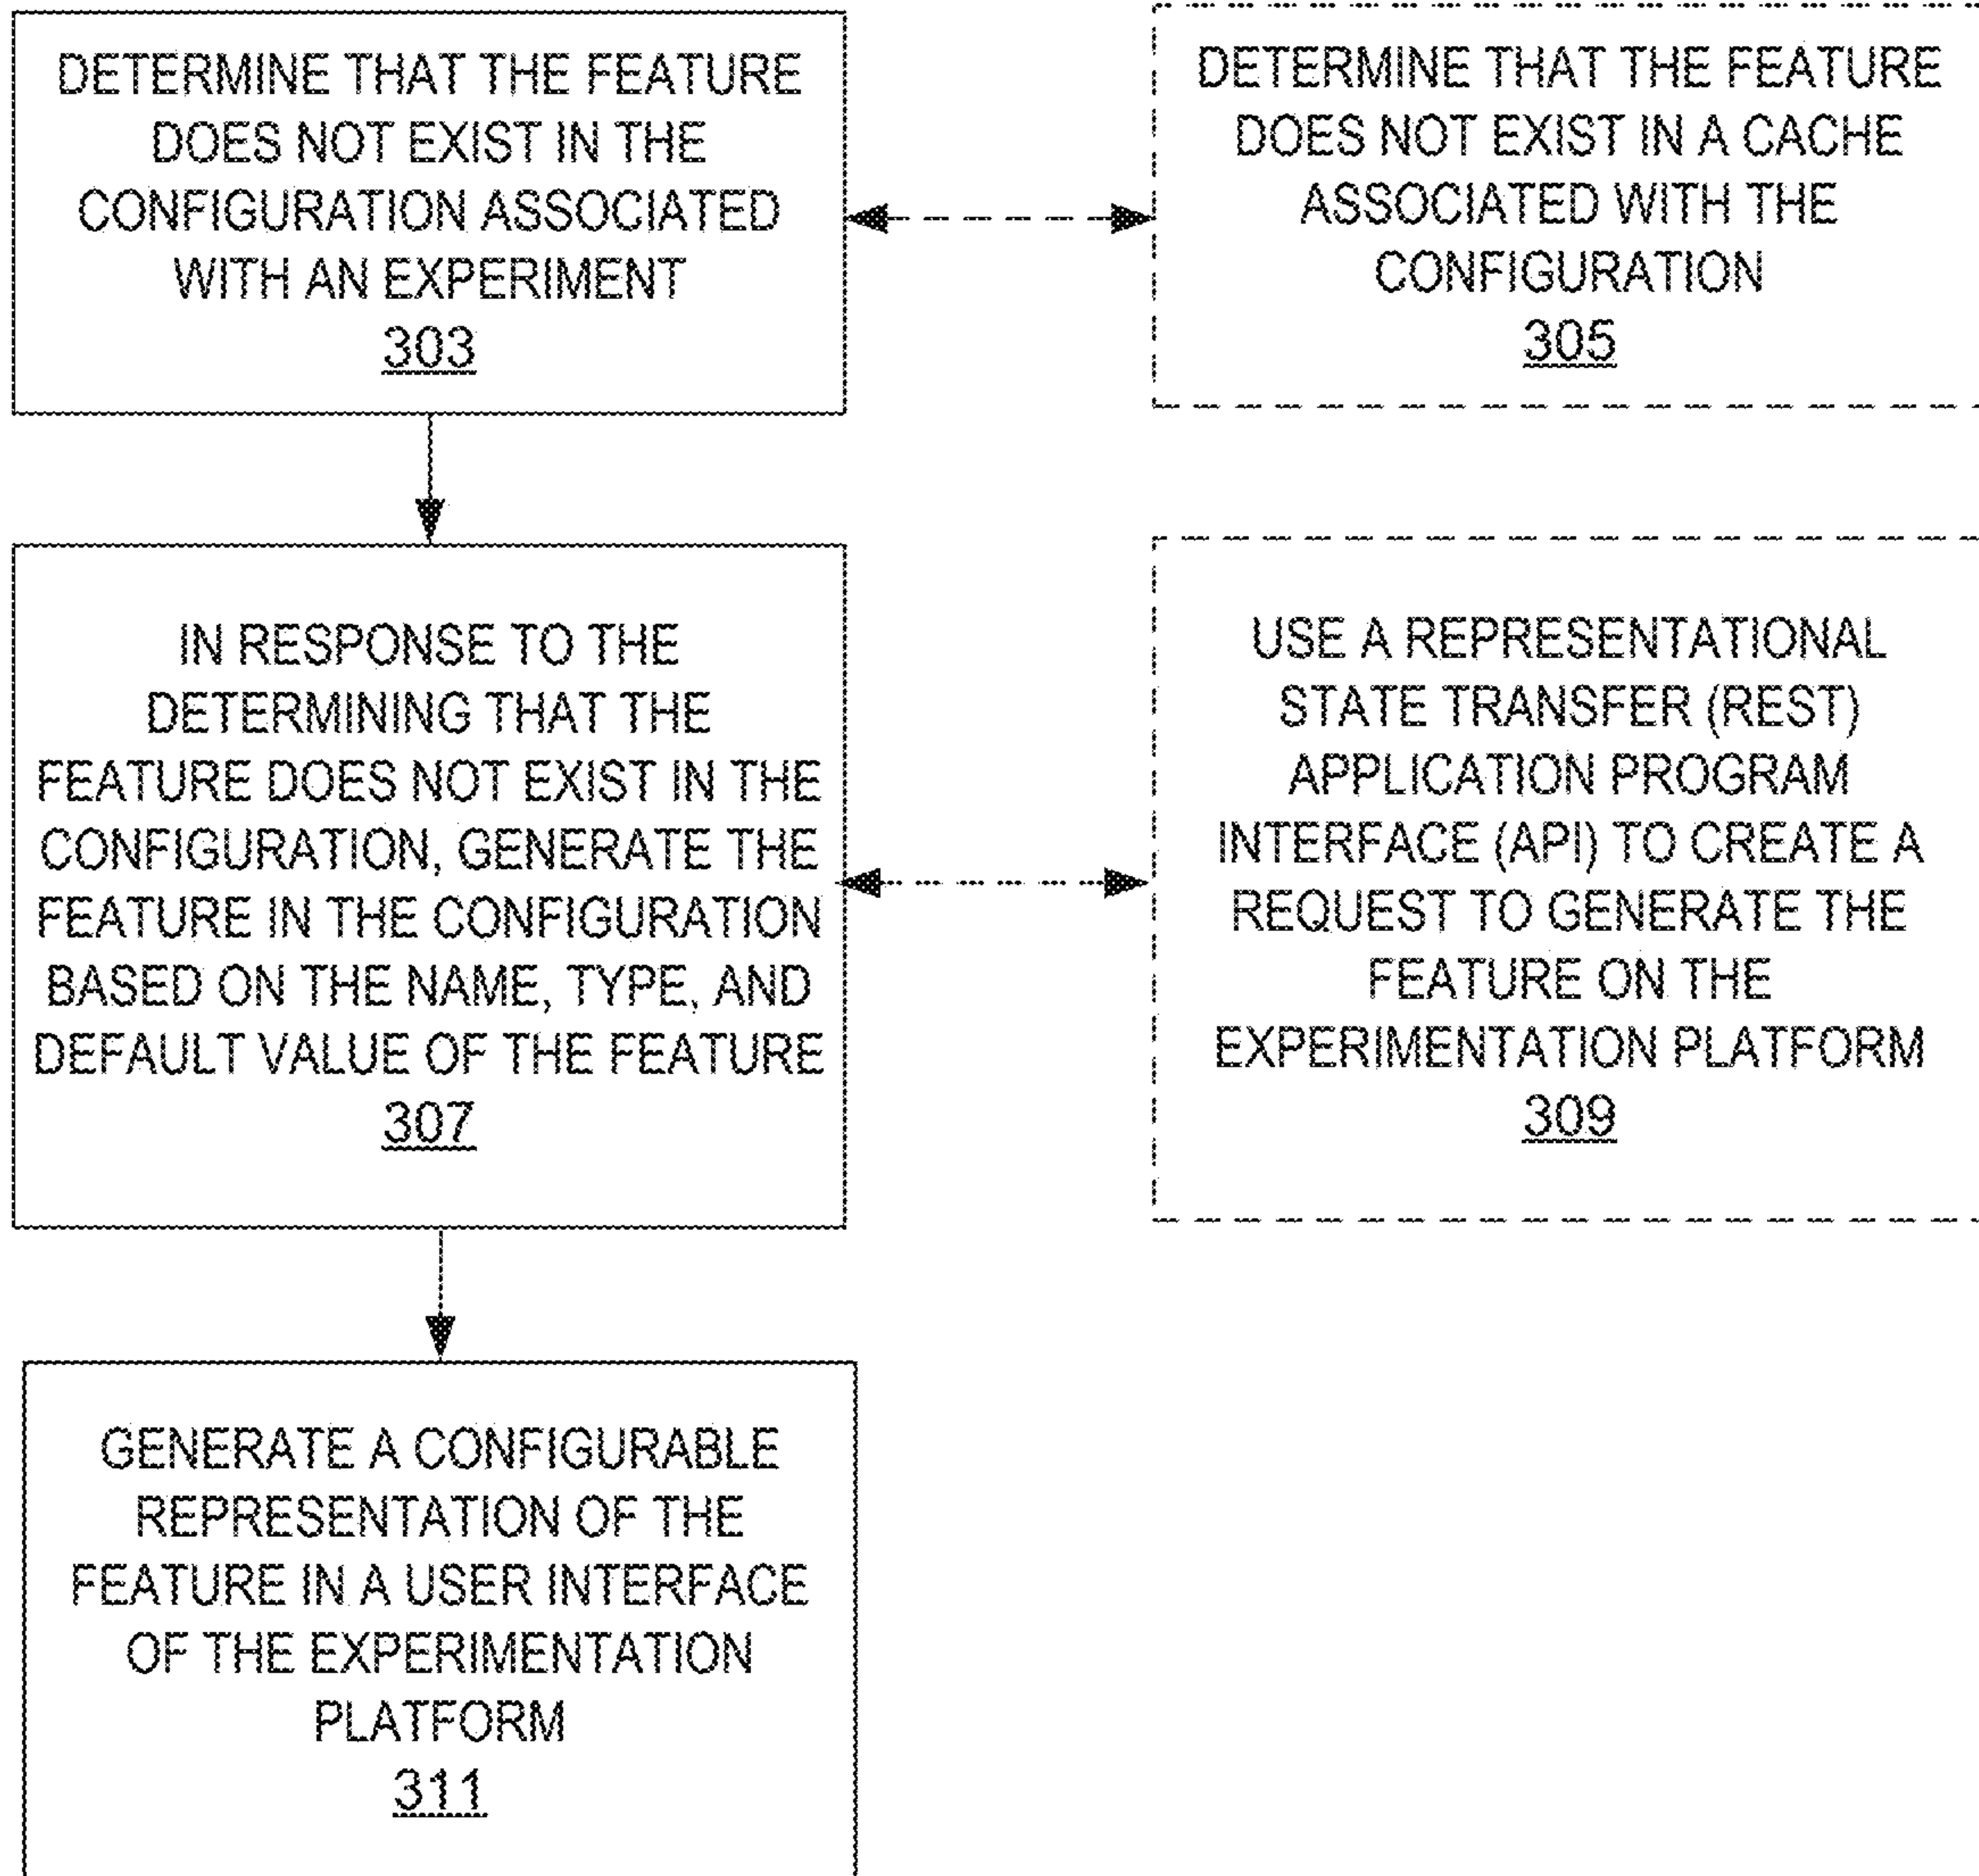 DETERMINE THAT THE FEATURE
DOES NOT EXIST IN THE
CONFIGURATION ASSOCIATED
WITH AN EXPERIMENT
303
DETERMINE THAT THE FEATURE
DOES NOT EXIST IN A CACHE
ASSOCIATED WITH THE
CONFIGURATION
305
IN RESPONSE TO THE
DETERMINING THAT THE
FEATURE DOES NOT EXIST IN THE
CONFIGURATION, GENERATE THE
FEATURE IN THE CONFIGURATION
BASED ON THE NAME, TYPE, AND
DEFAULT VALUE OF THE FEATURE
307
USE A REPRESENTATIONAL
STATE TRANSFER (REST)
APPLICATION PROGRAM
INTERFACE (API) TO CREATE A
REQUEST TO GENERATE THE
FEATURE ON THE
EXPERIMENTATION PLATFORM
309
GENERATE A CONFIGURABLE
REPRESENTATION OF THE
FEATURE IN A USER INTERFACE
OF THE EXPERIMENTATION
PLATFORM
311